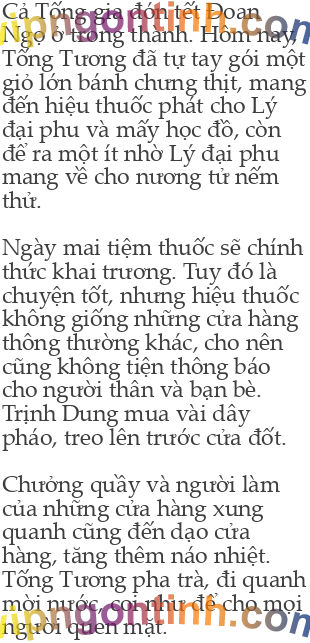 Cả Tống gia đón tết Đoan
Ngọ ở trong thành. Hôm nay,
Tống Tương đã tự tay gói một
giỏ lớn bánh chưng thịt, mang
đến hiệu thuốc phát cho Lý
đại phu và mấy học đồ, còn
để ra một ít nhờ Lý đại phu
mang về cho nương tử nếm
thử.
Ngày mai tiệm thuốc sẽ chính
thức khai trương. Tuy đó là
chuyện tốt, nhưng hiệu thuốc
không giống những cửa hàng
thông thường khác, cho nên
cũng không tiện thông báo
cho người thân và bạn bè.
Trịnh Dung mua vài dây
pháo, treo lên trước cửa đốt.
Chưởng quầy và người làm
của những cửa hàng xung
quanh cũng đến dạo cửa
hàng, tăng thêm náo nhiệt.
Tống Tương pha trà, đi quanh
mời nước, coi như để cho mọi
người quen mặt.
vipngontinh.com
vipngontinh.com